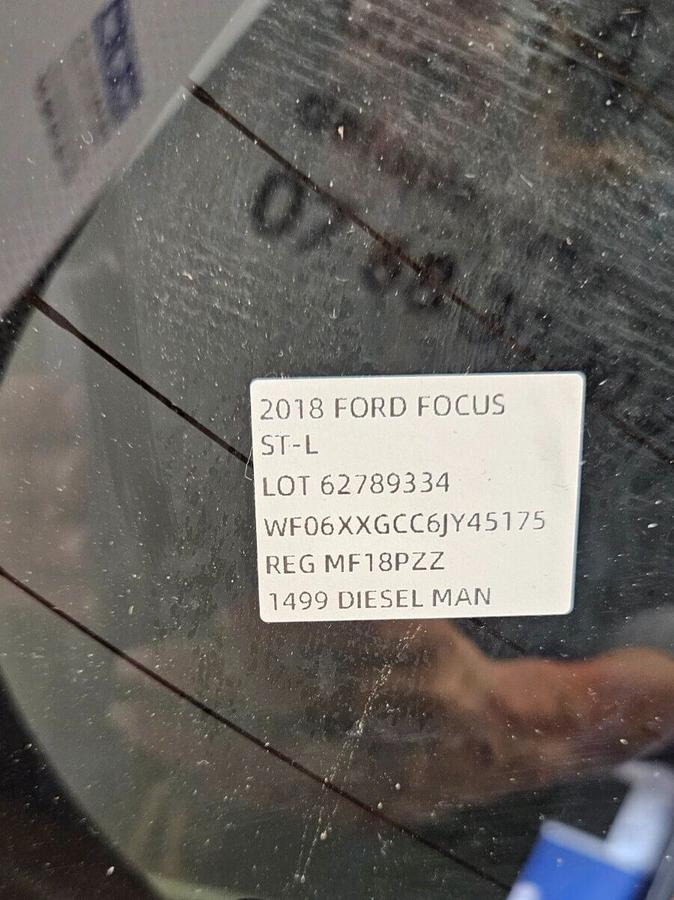 2018 FORD FOCUS
ST-L
LOT 62789334
WF06XXGCC6JY45175
REG MF18PZZ
1499 DIESEL MAN